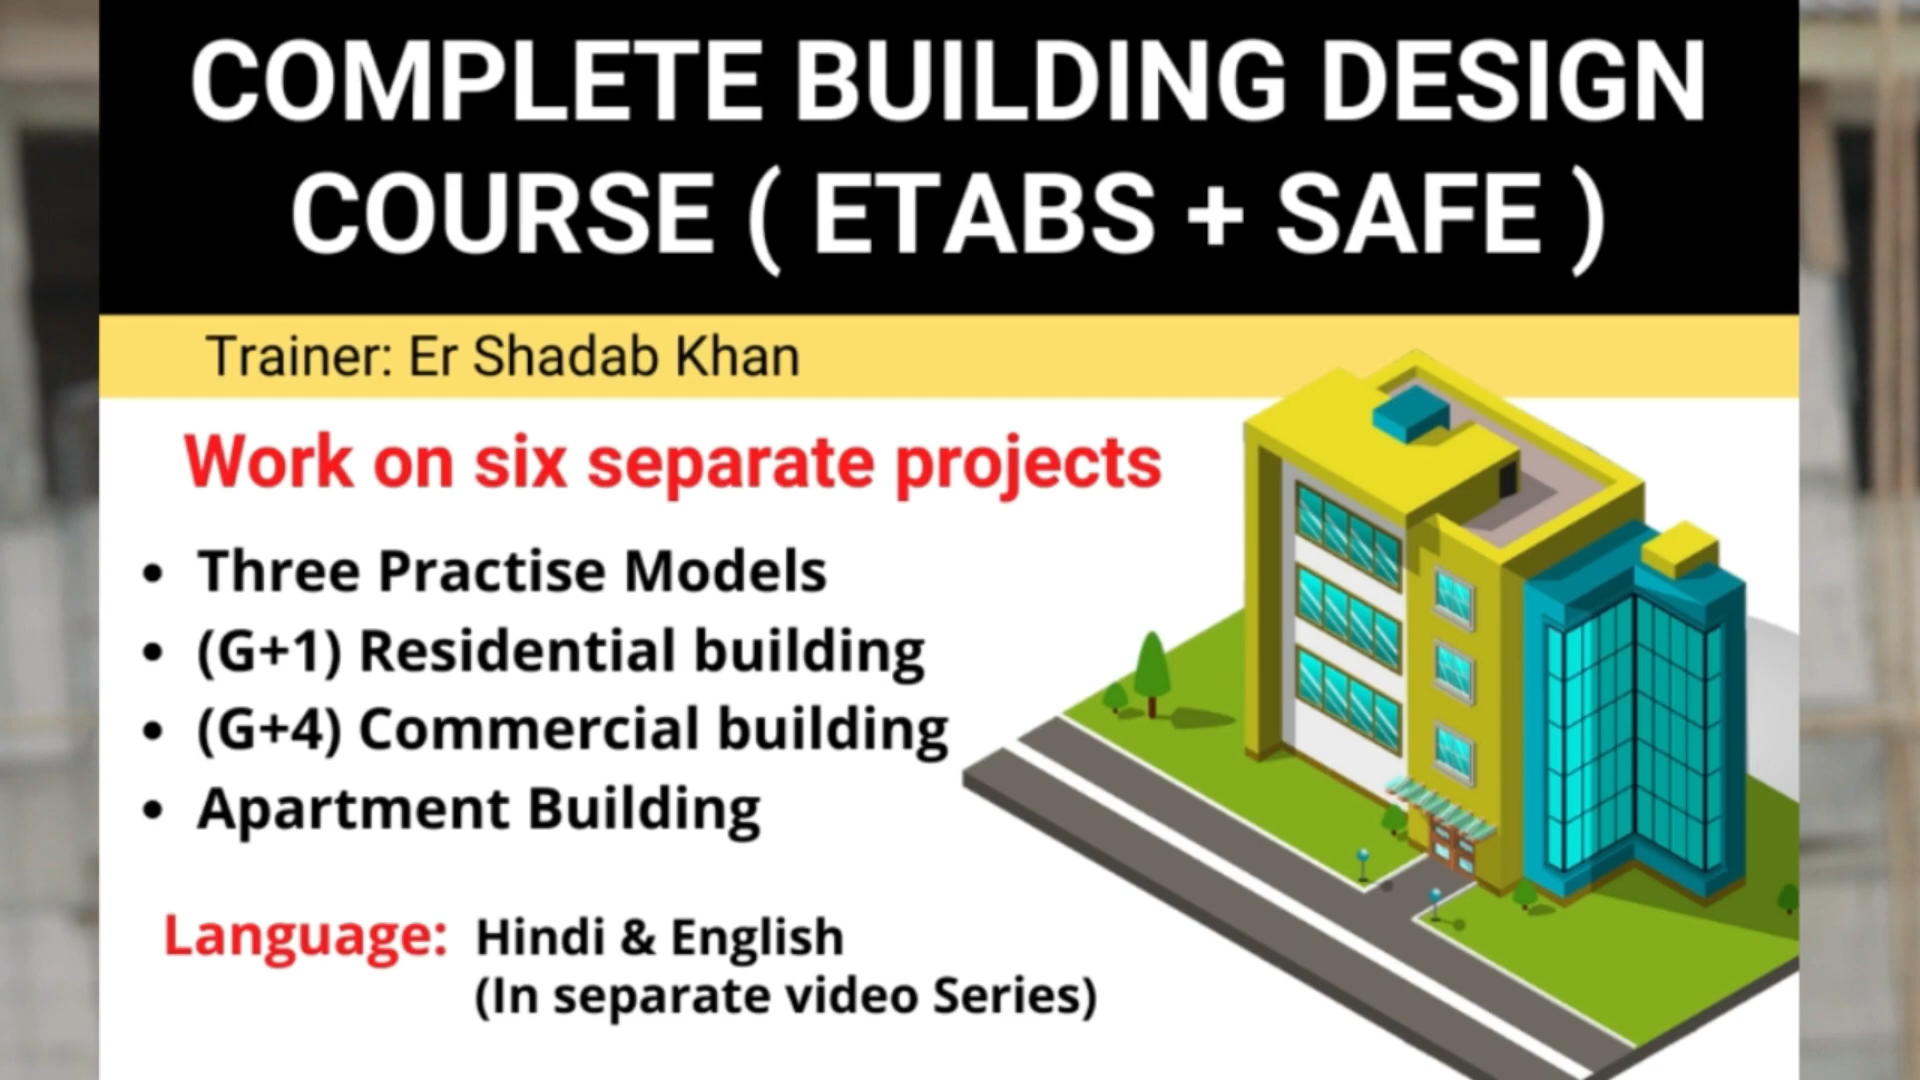 COMPLETE BUILDING DESIGN
COURSE ( ETABS + SAFE )
Trainer: Er Shadab Khan
Work on six separate projects
• Three Practise Models
• (G+1) Residential building
• (G+4) Commercial building
• Apartment Building
Language: Hindi & English
(In separate video Series)